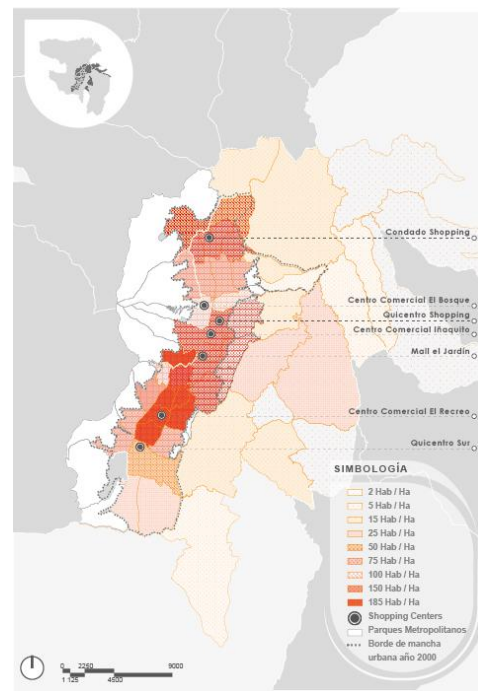 Condado Shopping
Centro Comercial El Bosque
Quicentro Shopping
Centro Comercial Iñaquito
Mall el Jardín
Centro Comercial El Recreo
Quicentro Sur
SIMBOLOGÍA
2 Hab / Ha
5 Hab / Ha
15 Hab / Ha
25 Hab / Ha
50 Hab / Ha
75 Hab / Ha
100 Hab / Ha
150 Hab / Ha
185 Hab / Ha
Shopping Centers
Parques Metropolitanos
Borde de mancha
urbana año 2000
0 2260 9000
1 125 4500